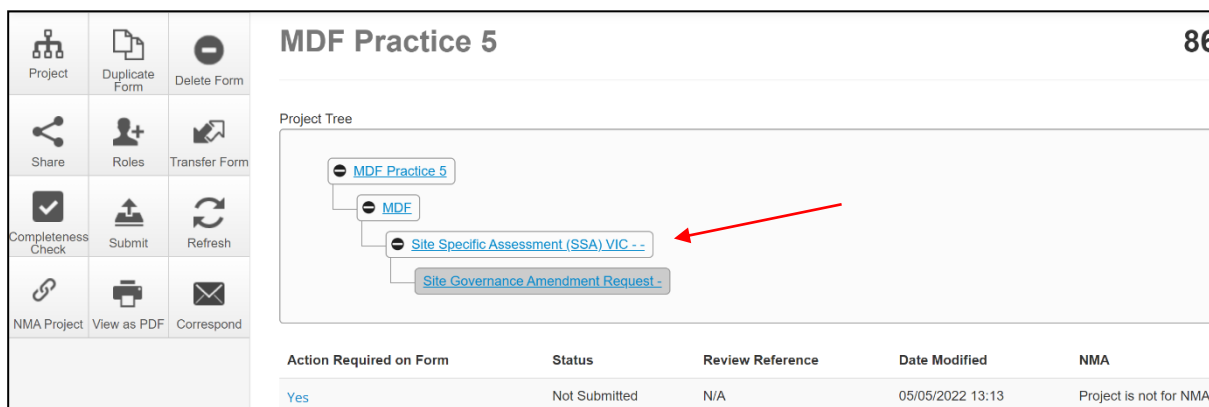 MDF Practice 5
86
Project
Duplicate
Form
Delete Form
Share
Roles
Transfer Form
Completeness
Check
Submit
Refresh
NMA Project
View as PDF
Correspond
Project Tree
MDF Practice 5
MDF
Site Specific Assessment (SSA) VIC - -
Site Governance Amendment Request -
Action Required on Form Status Review Reference Date Modified NMA
Yes Not Submitted N/A 05/05/2022 13:13 Project is not for NMA